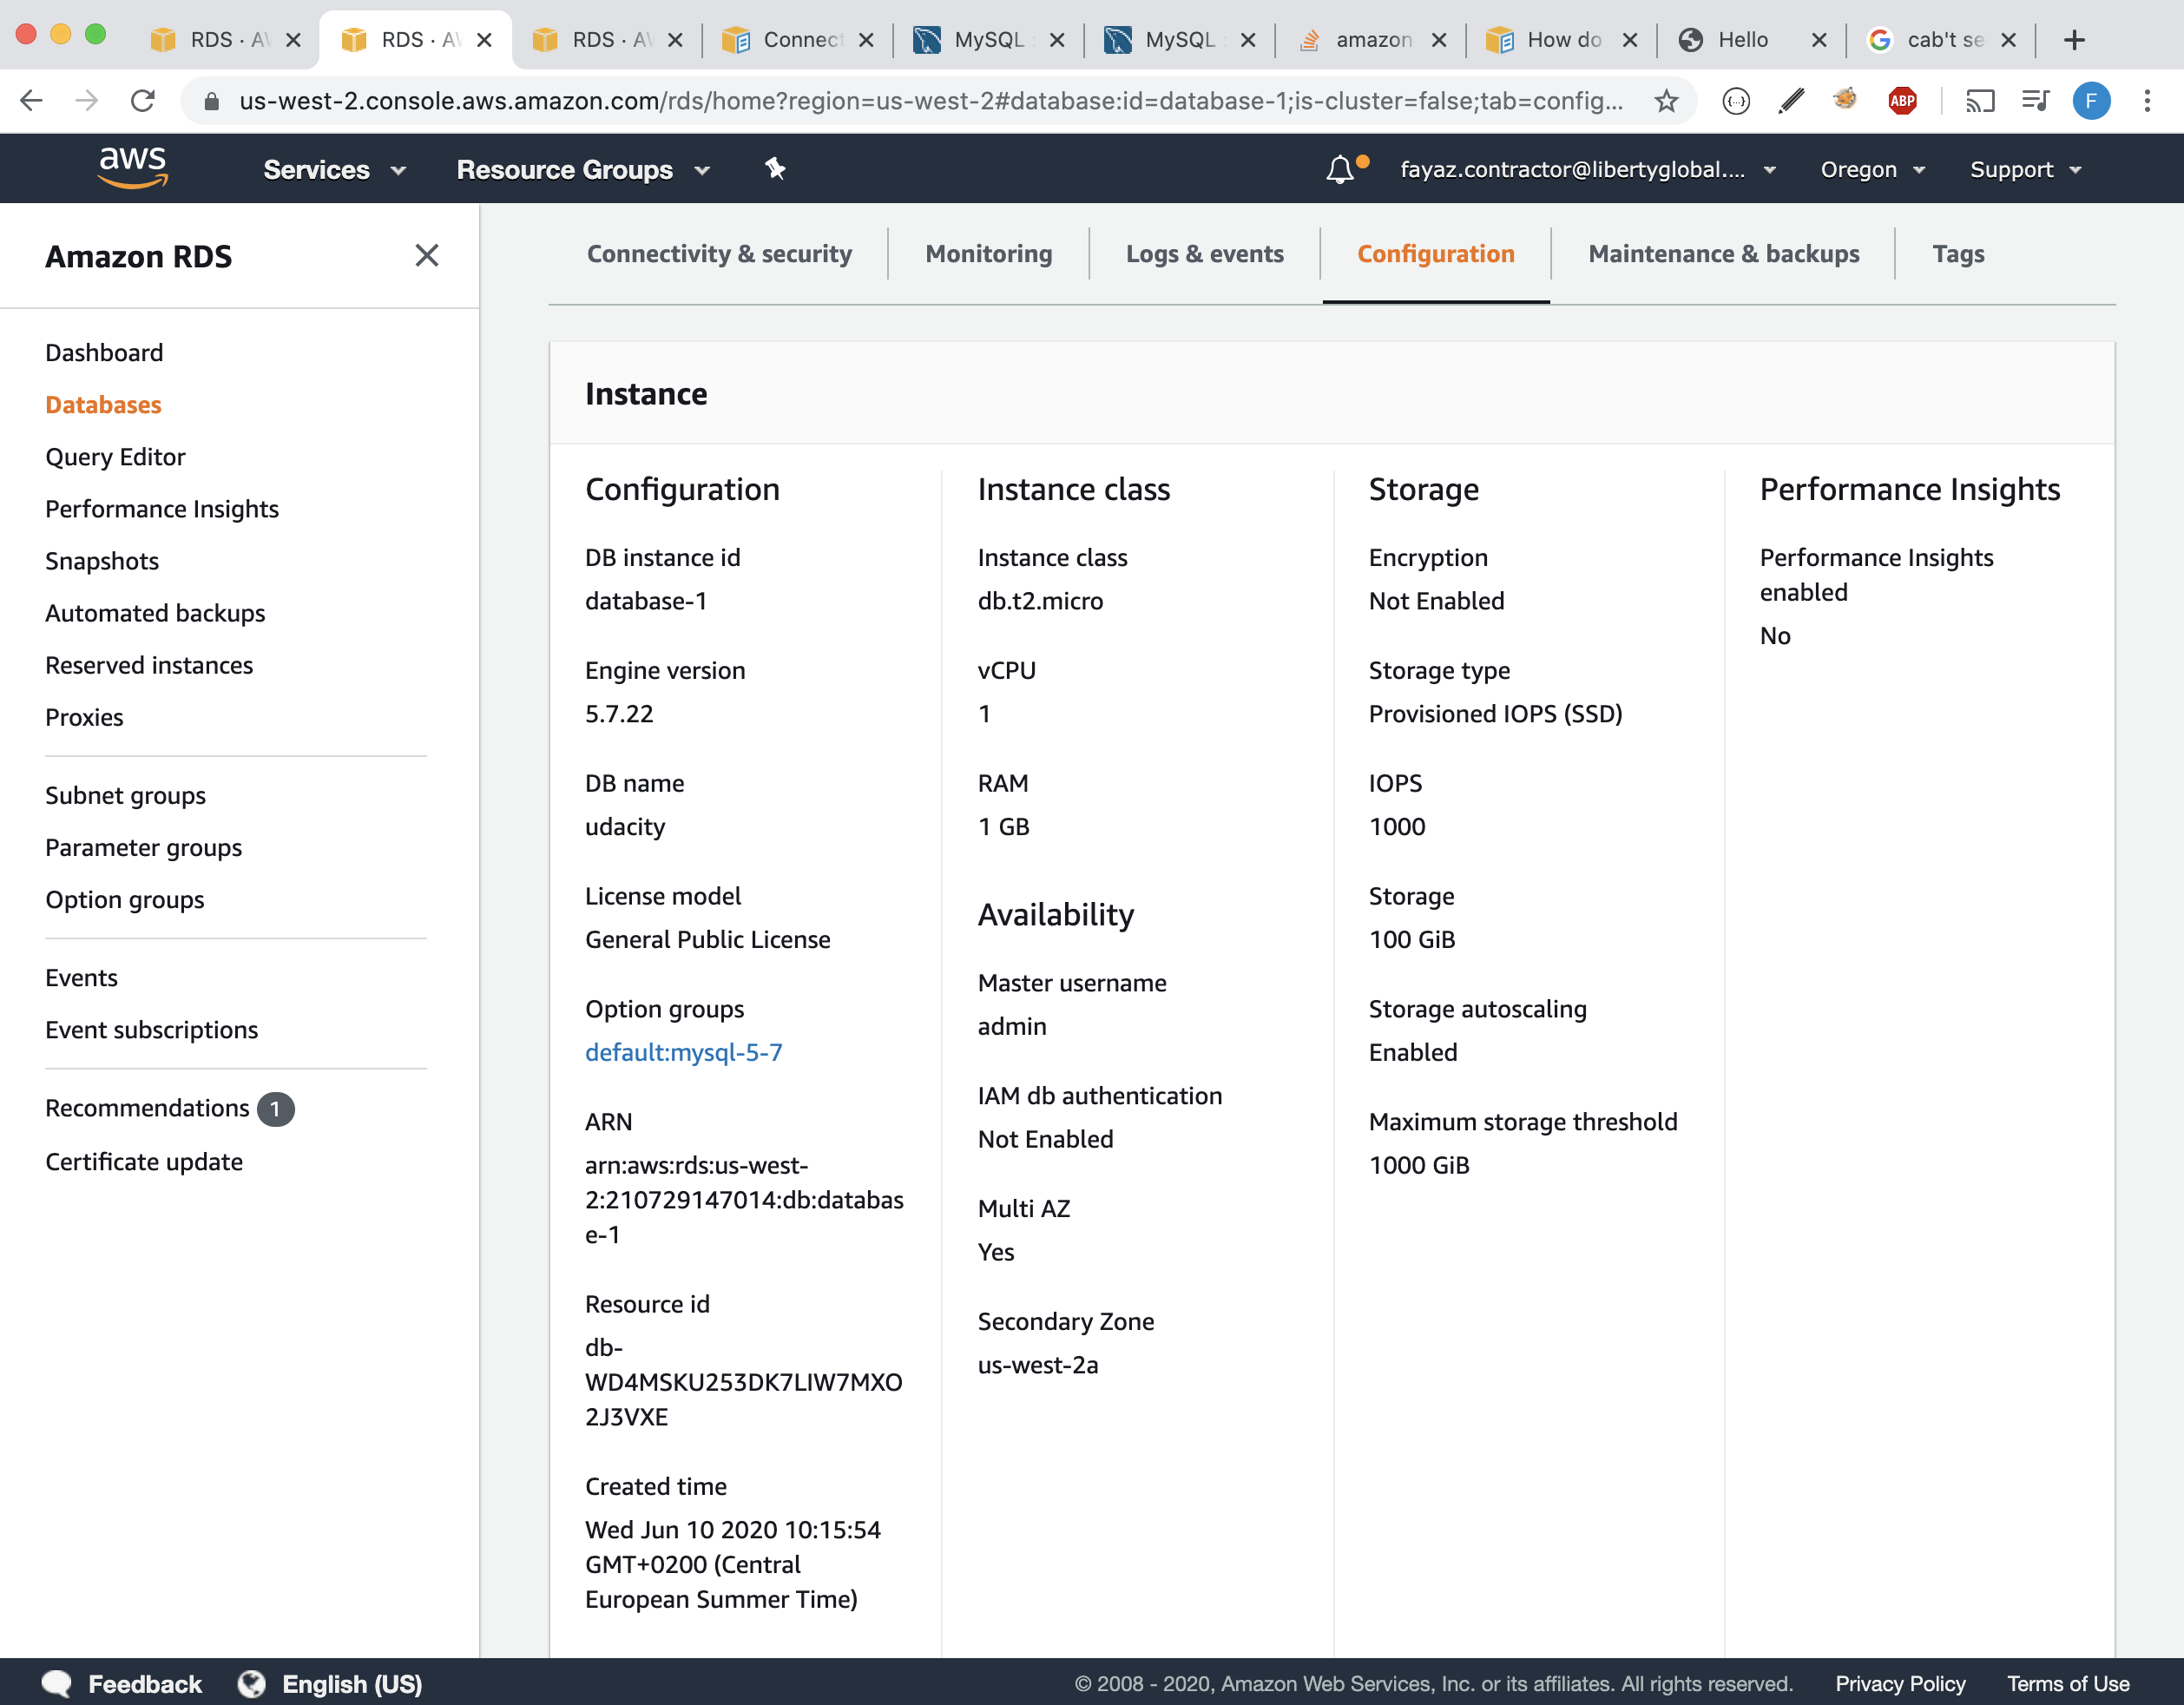 RDS · AW
RDS · AW
RDS · AW
Connect
MySQL :
MySQL :
amazon
How do
Hello
cab't se
us-west-2.console.aws.amazon.com/rds/home?region=us-west-2#database:id=database-1;is-cluster=false;tab=config...
ABP
F
aws
Services
Resource Groups
fayaz.contractor@libertyglobal....
Oregon
Support
Amazon RDS
Dashboard
Databases
Query Editor
Performance Insights
Snapshots
Automated backups
Reserved instances
Proxies
Subnet groups
Parameter groups
Option groups
Events
Event subscriptions
Recommendations 1
Certificate update
Connectivity & security
Monitoring
Logs & events
Configuration
Maintenance & backups
Tags
Instance
Configuration
DB instance id
database-1
Engine version
5.7.22
DB name
udacity
License model
General Public License
Option groups
default:mysql-5-7
ARN
arn:aws:rds:us-west-
2:210729147014:db:databas
e-1
Resource id
db-
WD4MSKU253DK7LIW7MXO
2J3VXE
Created time
Wed Jun 10 2020 10:15:54
GMT+0200 (Central
European Summer Time)
Instance class
Instance class
db.t2.micro
vCPU
1
RAM
1 GB
Availability
Master username
admin
IAM db authentication
Not Enabled
Multi AZ
Yes
Secondary Zone
us-west-2a
Storage
Encryption
Not Enabled
Storage type
Provisioned IOPS (SSD)
IOPS
1000
Storage
100 GiB
Storage autoscaling
Enabled
Maximum storage threshold
1000 GiB
Performance Insights
Performance Insights
enabled
No
Feedback
English (US)
© 2008 - 2020, Amazon Web Services, Inc. or its affiliates. All rights reserved.
Privacy Policy
Terms of Use